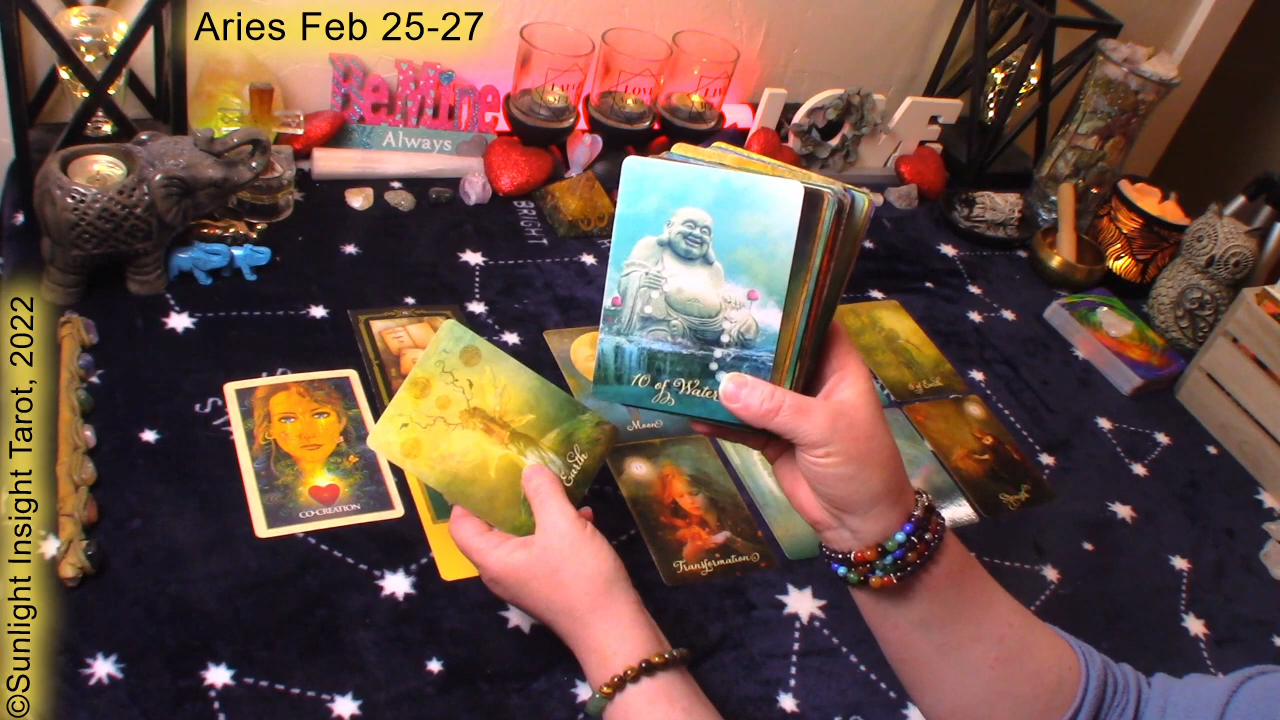 Aries Feb 25-27
Be Mine
Always
LOVE
BRIGHT
10 of Water
Earth
Moon
CO-CREATION
Transformation
Strength
©Sunlight Insight Tarot, 2022